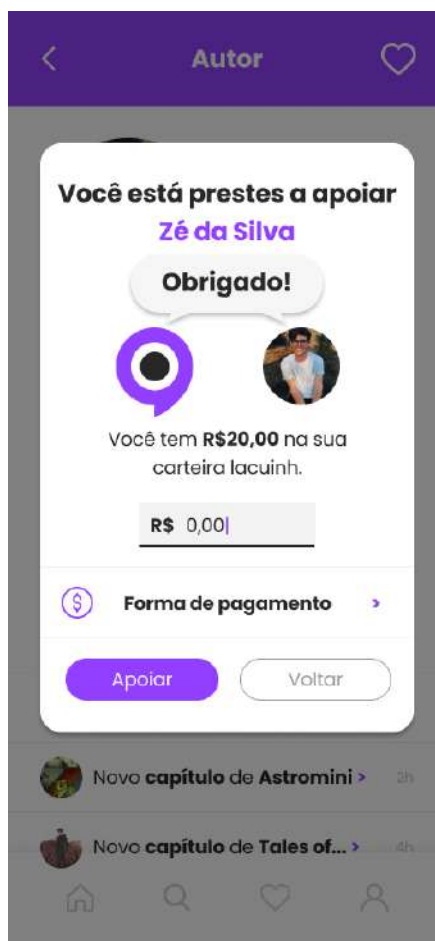 Autor
Você está prestes a apoiar
Zé da Silva
Obrigado!
Você tem R$20,00 na sua
carteira lacuinh.
R$ 0,00
Forma de pagamento >
Apoiar
Voltar
Novo capítulo de Astromini > 2h
Novo capítulo de Tales of... > 4h